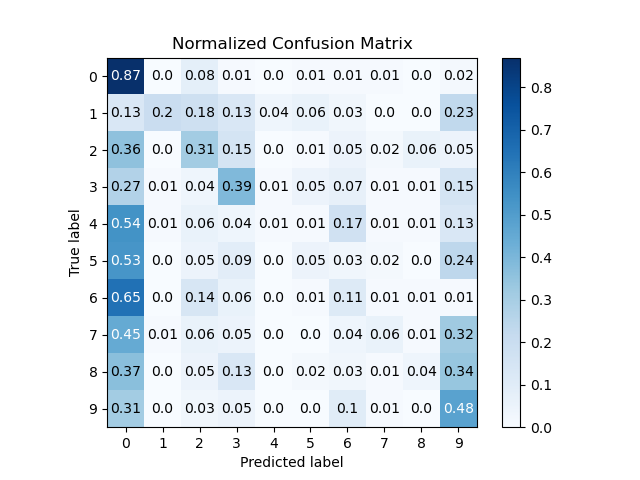 Normalized Confusion Matrix
0 0.87 0.0 0.08 0.01 0.0 0.01 0.01 0.01 0.0 0.02
1 0.13 0.2 0.18 0.13 0.04 0.06 0.03 0.0 0.0 0.23
2 0.36 0.0 0.31 0.15 0.0 0.01 0.05 0.02 0.06 0.05
3 0.27 0.01 0.04 0.39 0.01 0.05 0.07 0.01 0.01 0.15
4 0.54 0.01 0.06 0.04 0.01 0.01 0.17 0.01 0.01 0.13
5 0.53 0.0 0.05 0.09 0.0 0.05 0.03 0.02 0.0 0.24
6 0.65 0.0 0.14 0.06 0.0 0.01 0.11 0.01 0.01 0.01
7 0.45 0.01 0.06 0.05 0.0 0.0 0.04 0.06 0.01 0.32
8 0.37 0.0 0.05 0.13 0.0 0.02 0.03 0.01 0.04 0.34
9 0.31 0.0 0.03 0.05 0.0 0.0 0.1 0.01 0.0 0.48
0 1 2 3 4 5 6 7 8 9
Predicted label
True label
0.8
0.7
0.6
0.5
0.4
0.3
0.2
0.1
0.0